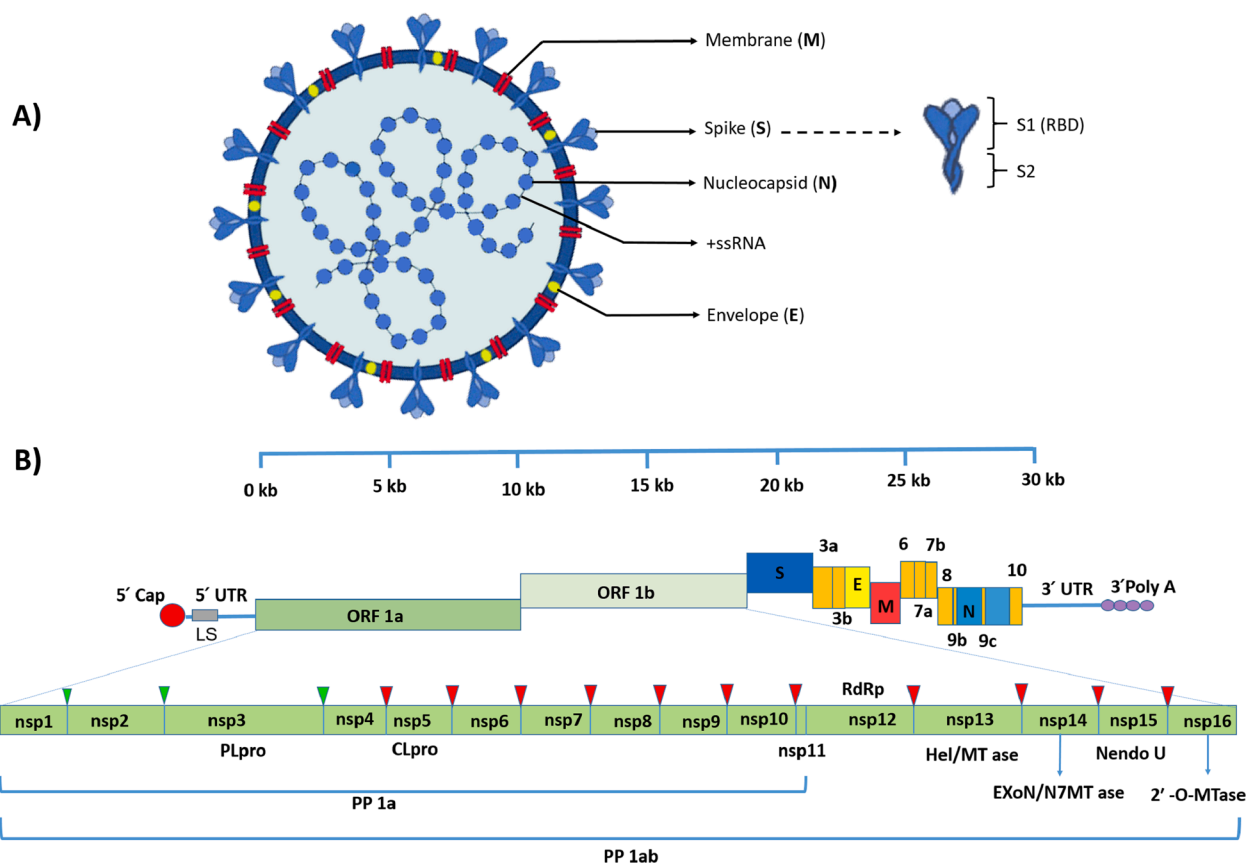 A)
Membrane (M)
Spike (S)
S1 (RBD)
S2
Nucleocapsid (N)
+ssRNA
Envelope (E)
B)
0 kb 5 kb 10 kb 15 kb 20 kb 25 kb 30 kb
5´ Cap
5´ UTR
LS
ORF 1a
ORF 1b
S
3a
3b
E
M
6
7a
7b
8
9b
N
9c
10
3´ UTR
3´Poly A
RdRp
nsp1 nsp2 nsp3 nsp4 nsp5 nsp6 nsp7 nsp8 nsp9 nsp10 nsp12 nsp13 nsp14 nsp15 nsp16
PLpro CLpro nsp11 Hel/MT ase Nendo U
EXoN/N7MT ase 2’ -O-MTase
PP 1a
PP 1ab